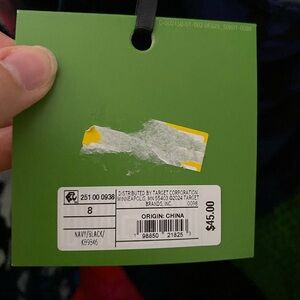 251 00 0938
8
NAVY/BLACK/
DISTRIBUTED BY TARGET CORPORATION
MINNEAPOLIS, MN 55403 ©2024 TARGET
BRANDS, INC.
ORIGIN: CHINA
$45.00